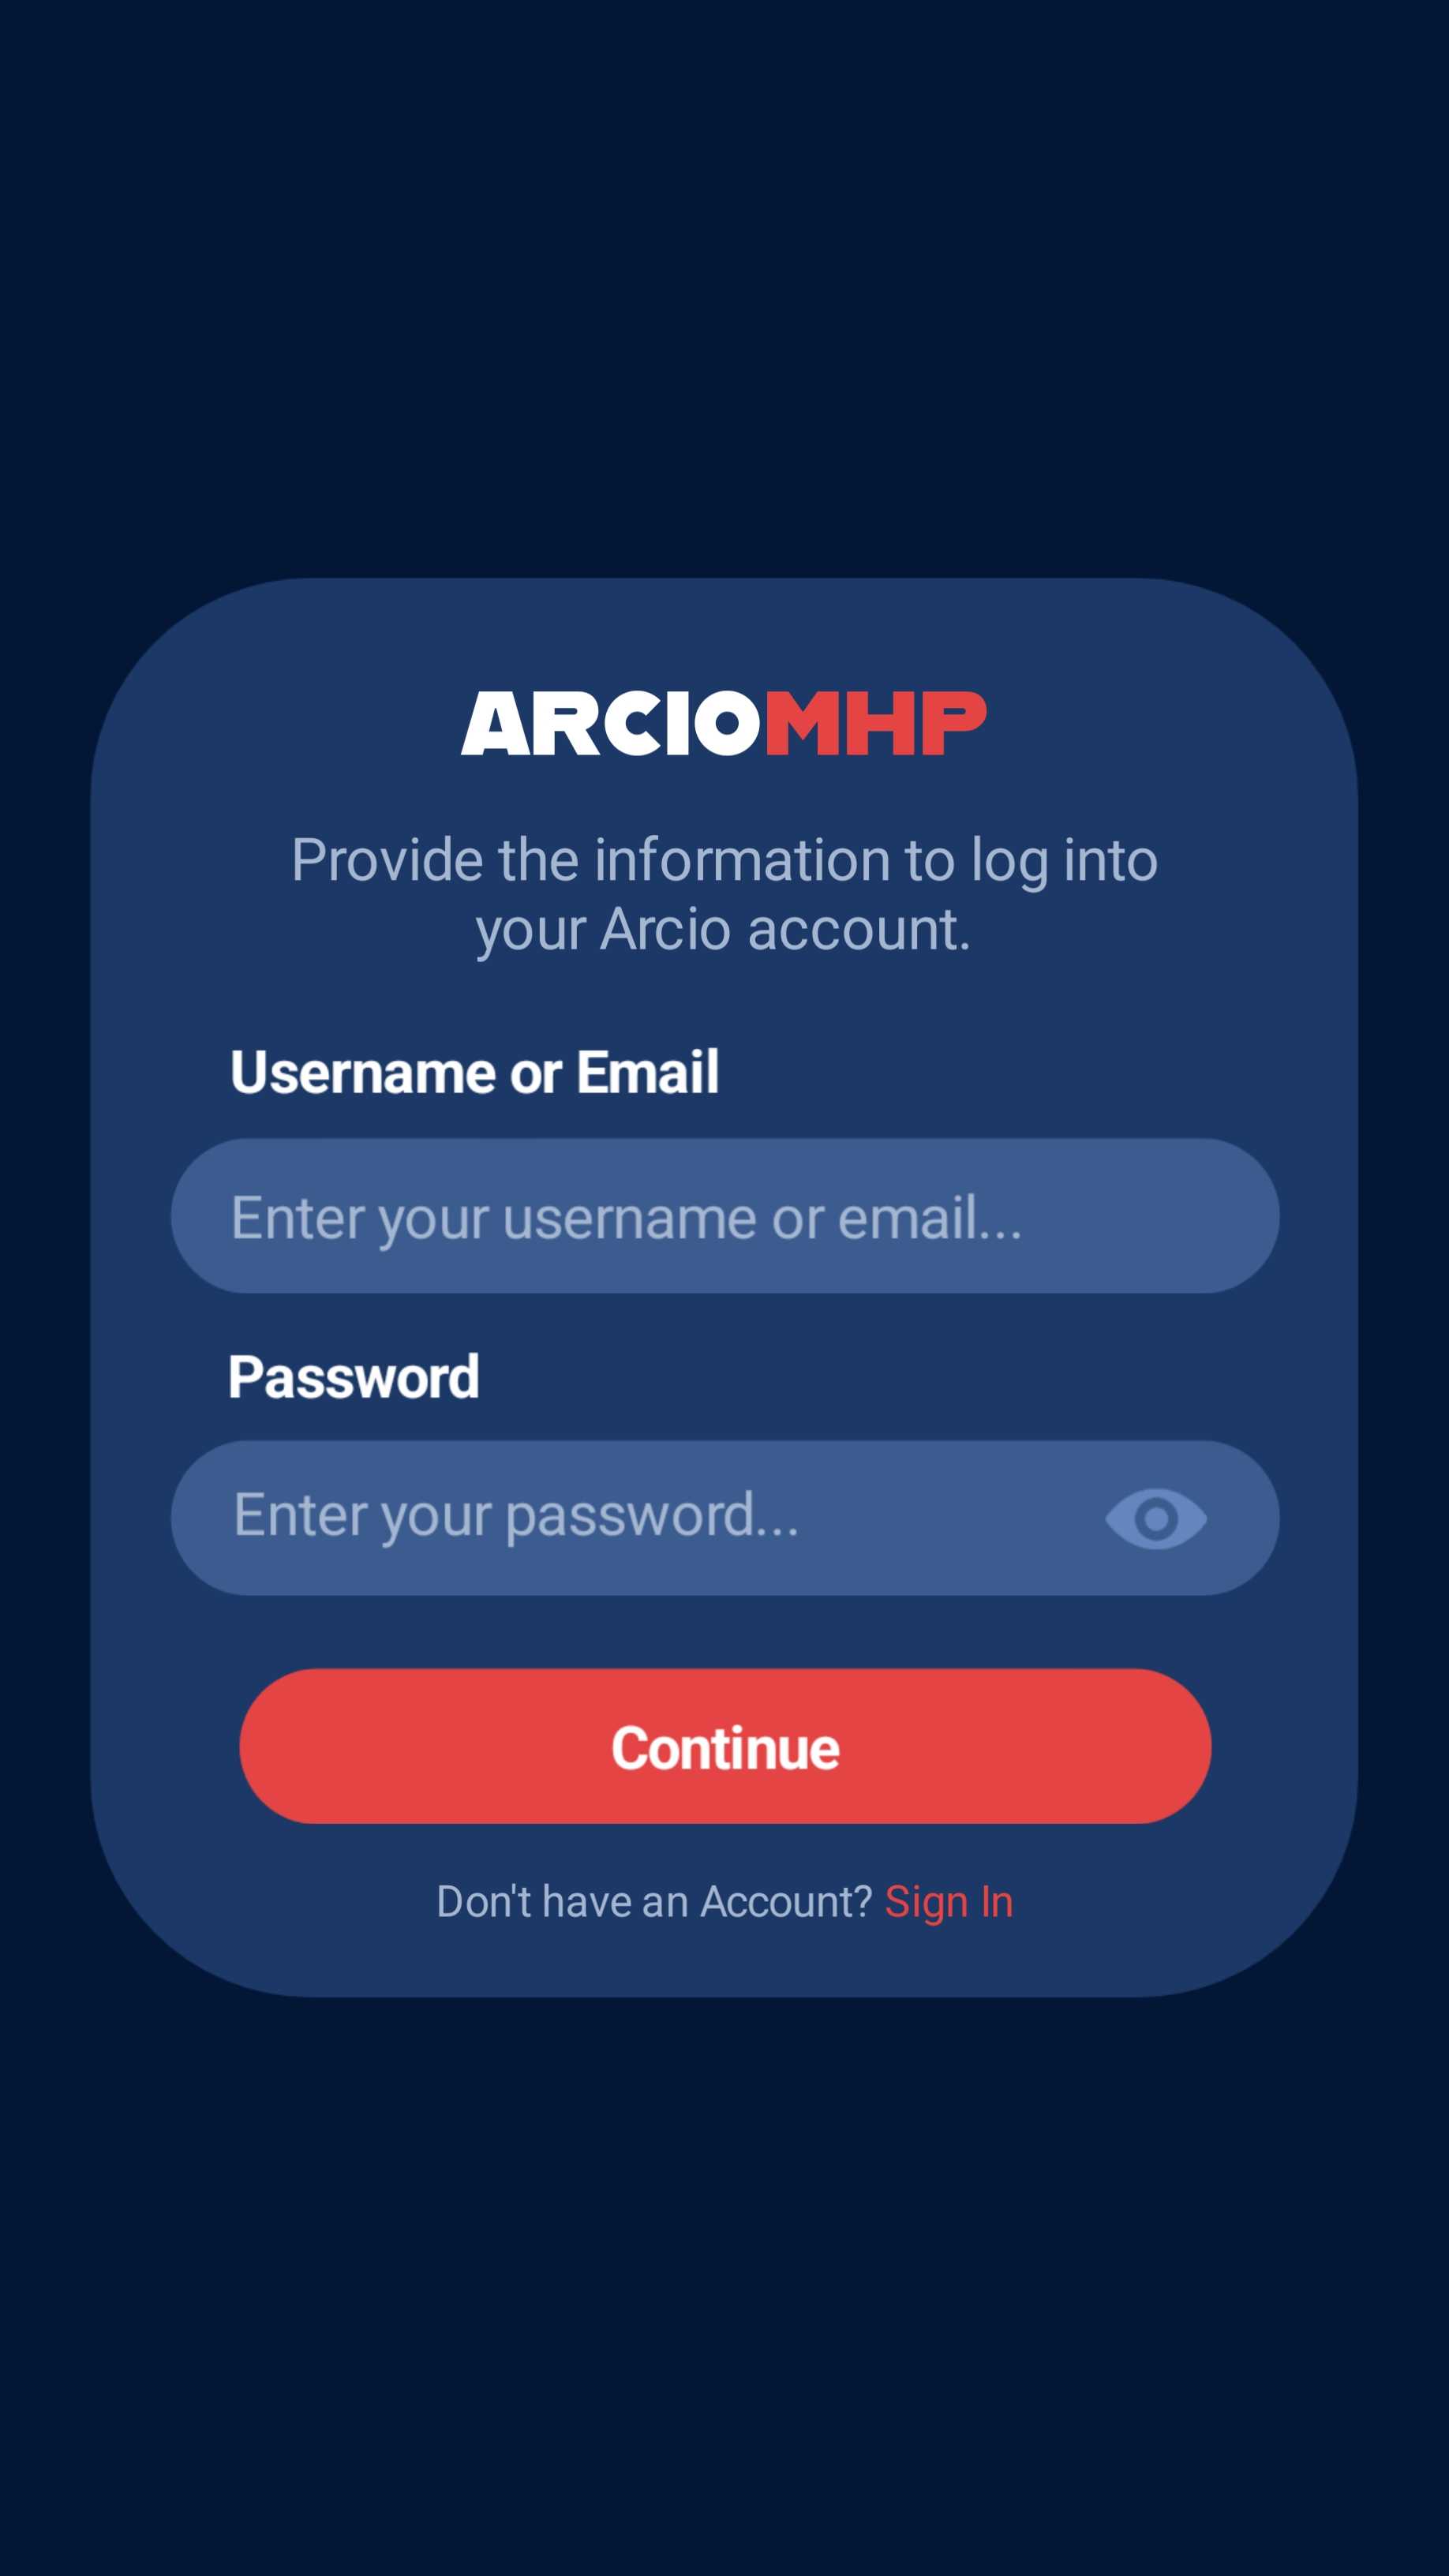 ARCIOMHP
Provide the information to log into
your Arcio account.
Username or Email
Enter your username or email...
Password
Enter your password...
Continue
Don't have an Account? Sign In